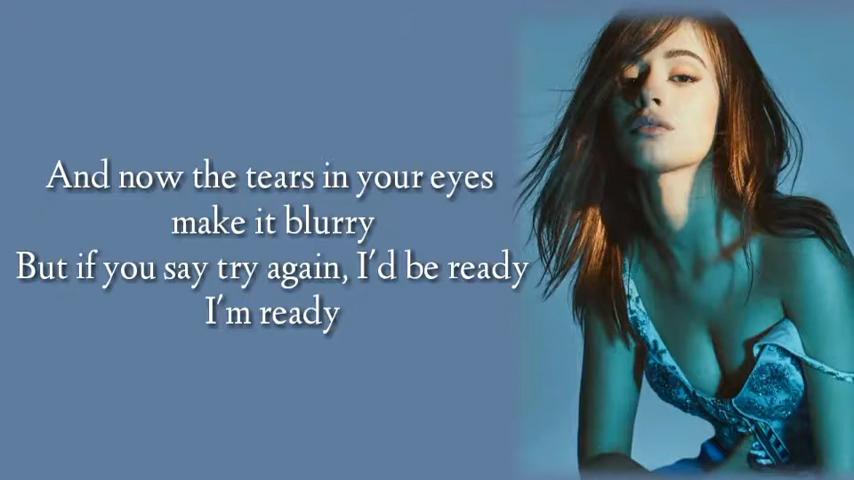 And now the tears in your eyes
make it blurry
But if you say try again, I'd be ready
I'm ready